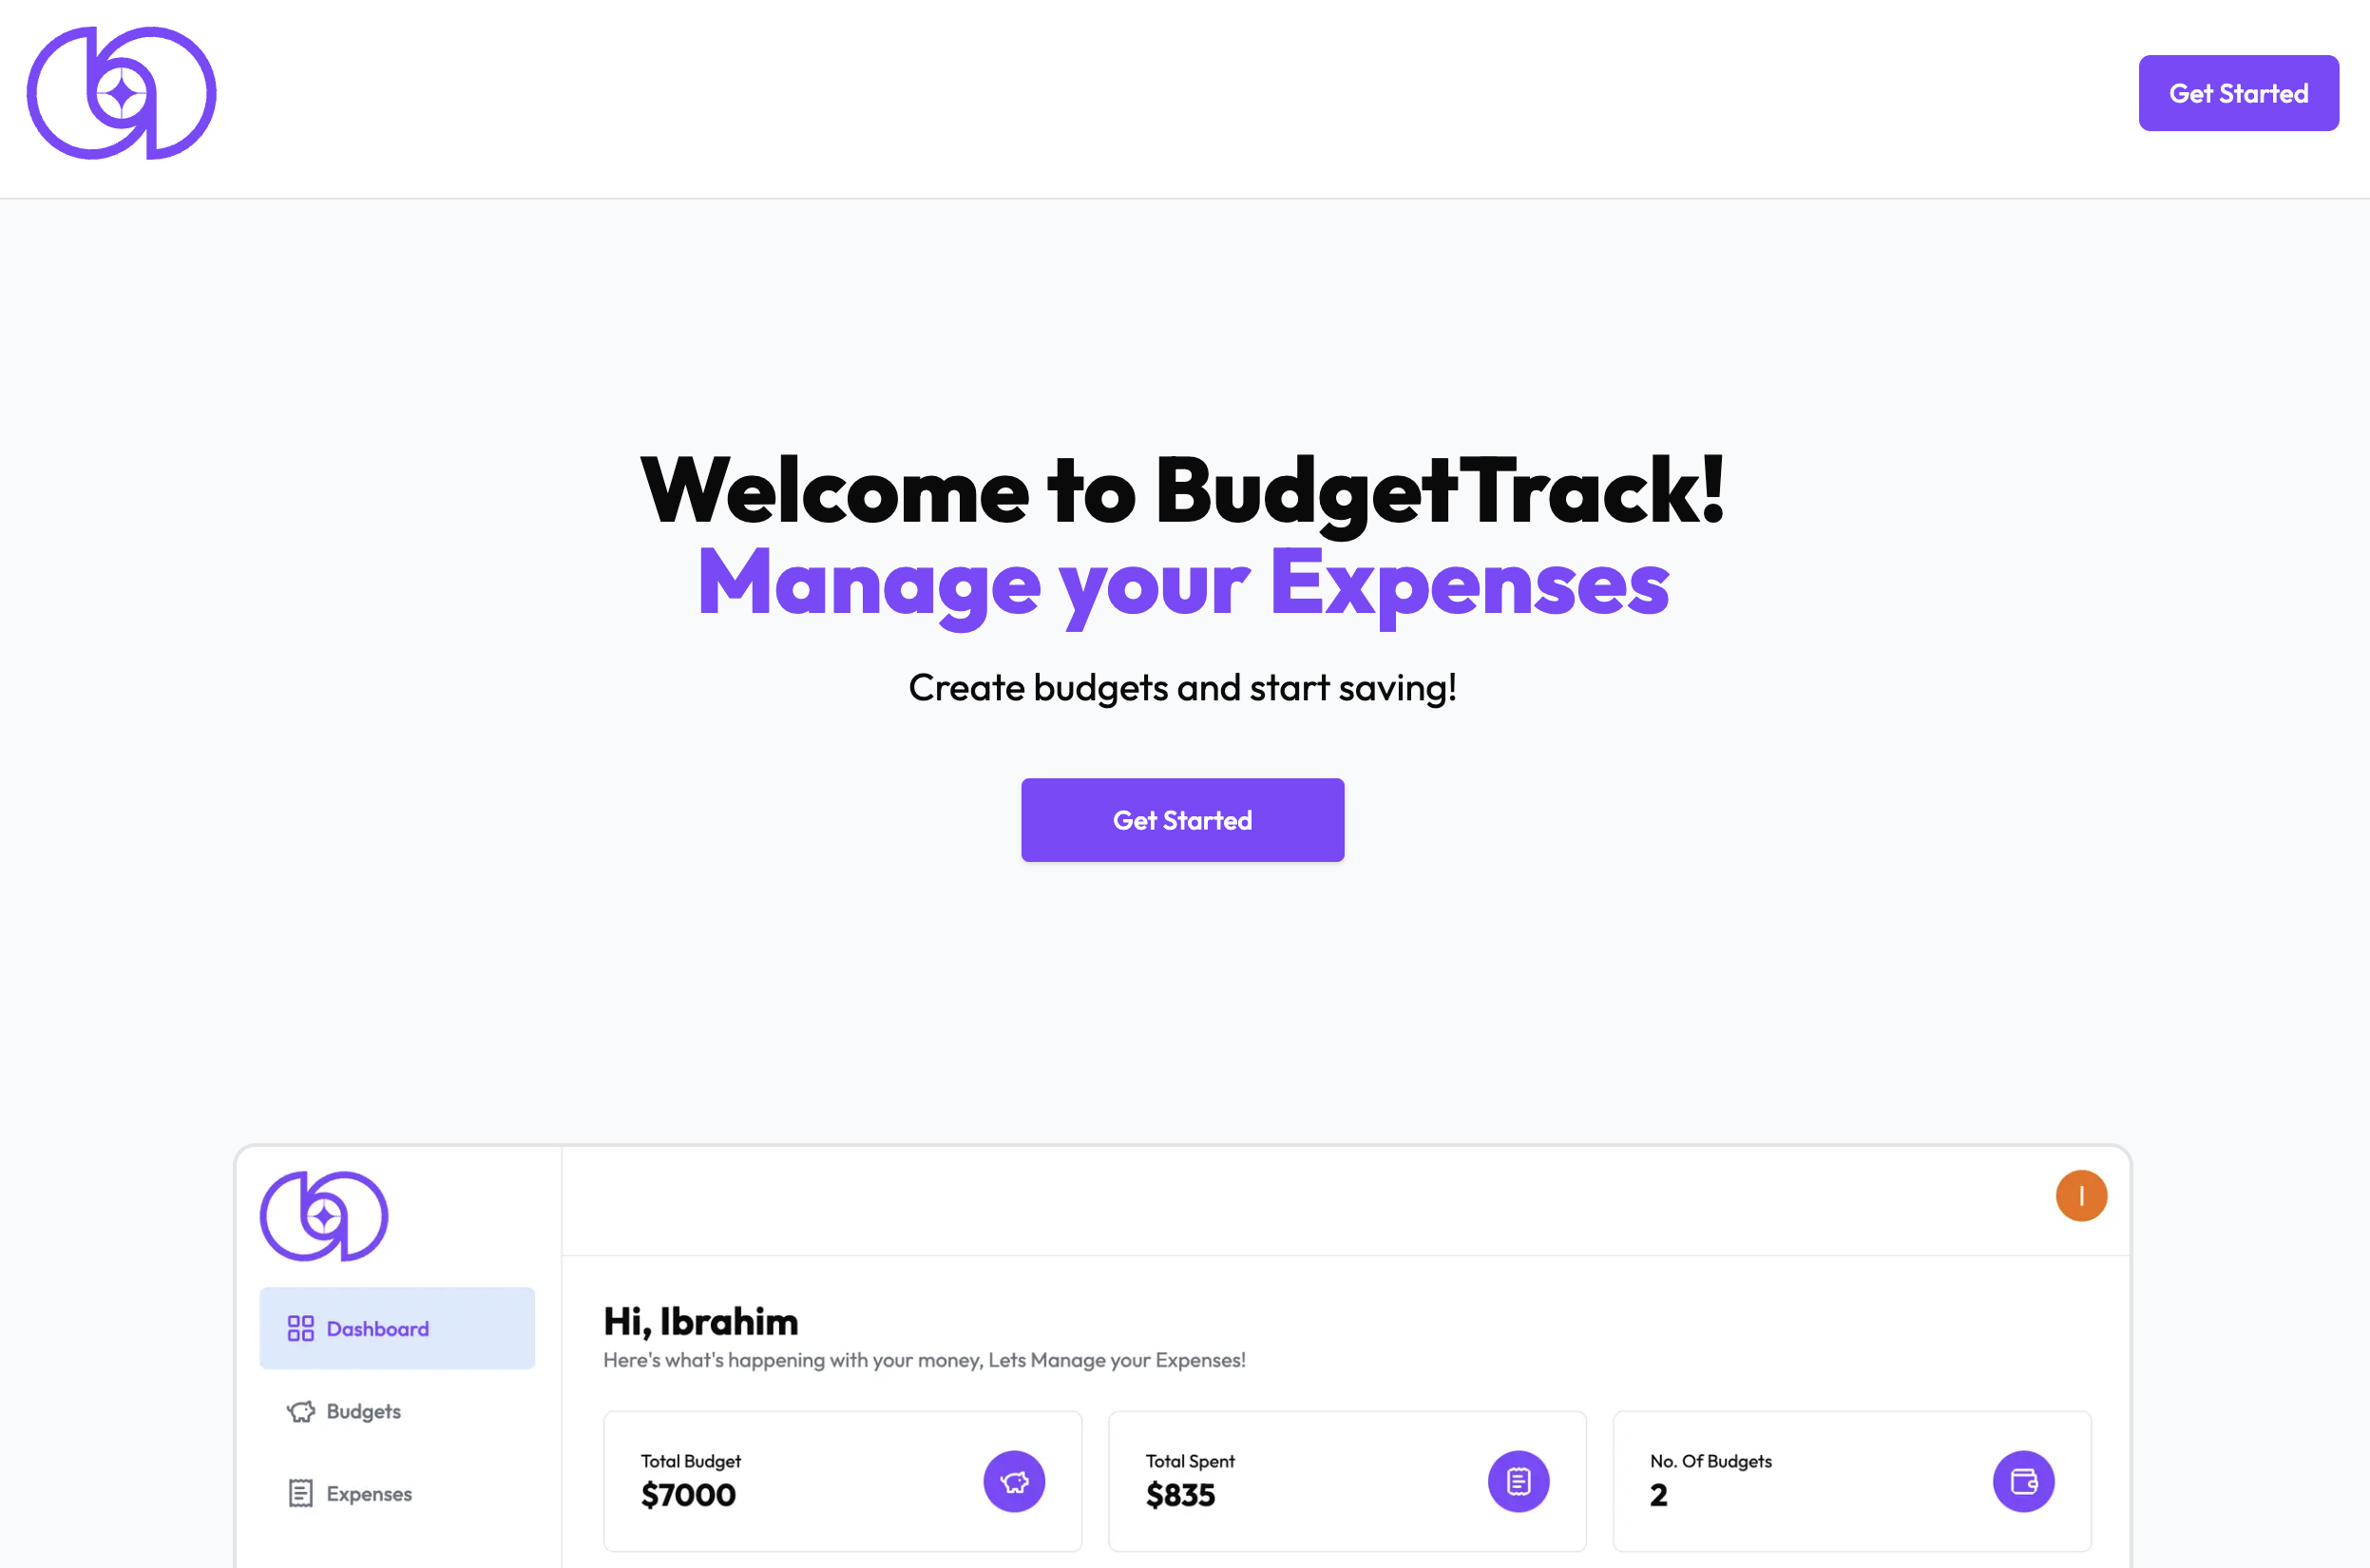 Get Started
Welcome to BudgetTrack!
Manage your Expenses
Create budgets and start saving!
Get Started
I
Dashboard
Budgets
Expenses
Hi, Ibrahim
Here's what's happening with your money, Lets Manage your Expenses!
Total Budget
$7000
Total Spent
$835
No. Of Budgets
2